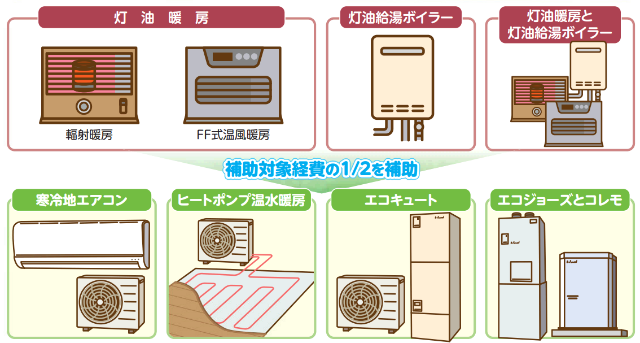 灯油暖房
灯油給湯ボイラー
灯油暖房と
灯油給湯ボイラー
輻射暖房
FF式温風暖房
補助対象経費の1/2を補助
寒冷地エアコン
ヒートポンプ温水暖房
エコキュート
エコジョーズとコレモ